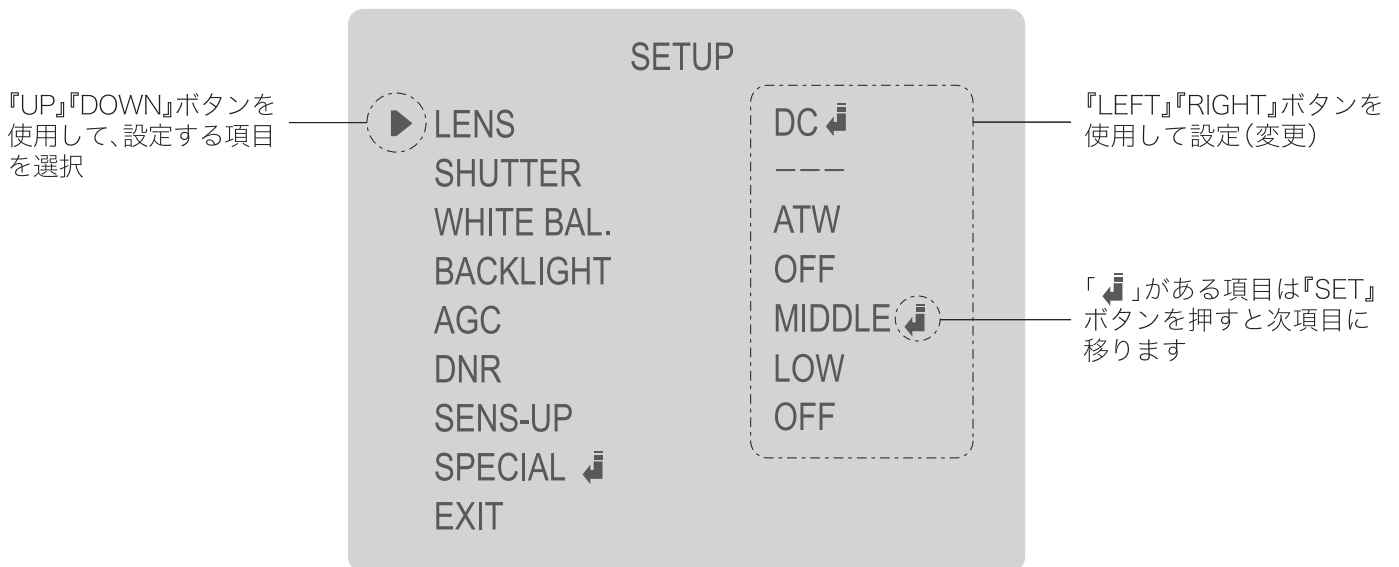 SETUP
『UP』『DOWN』ボタンを
使用して、設定する項目
を選択
LENS DC
SHUTTER ---
WHITE BAL. ATW
BACKLIGHT OFF
AGC MIDDLE
DNR LOW
SENS-UP OFF
SPECIAL
EXIT
『LEFT』『RIGHT』ボタンを
使用して設定(変更)
「 」がある項目は『SET』
ボタンを押すと次項目に
移ります